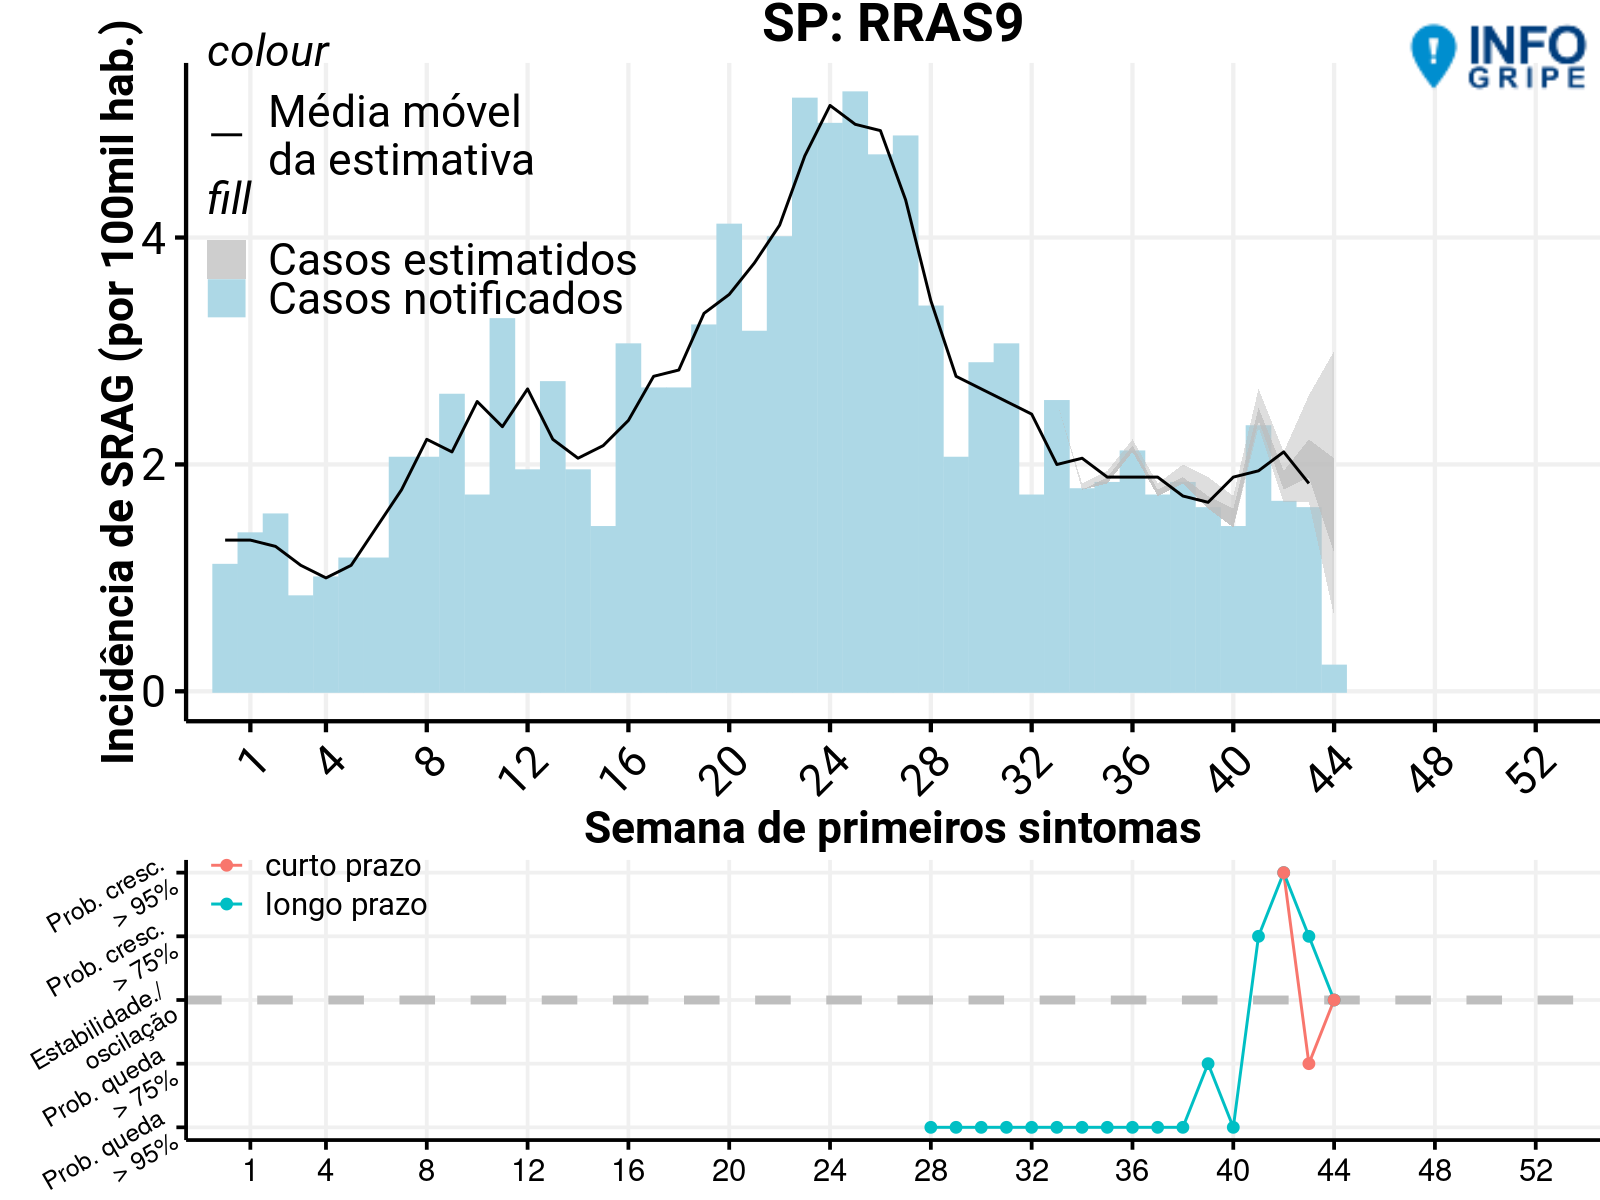 SP: RRAS9
INFO
GRIPE
Incidência de SRAG (por 100mil hab.)
colour
Média móvel
da estimativa
fill
Casos estimatidos
Casos notificados
4
2
0
1 4 8 12 16 20 24 28 32 36 40 44 48 52
Semana de primeiros sintomas
curto prazo
longo prazo
Prob. cresc.
> 95%
Prob. cresc.
> 75%
Estabilidade./
oscilação
Prob. queda
> 75%
Prob. queda
> 95%
1 4 8 12 16 20 24 28 32 36 40 44 48 52